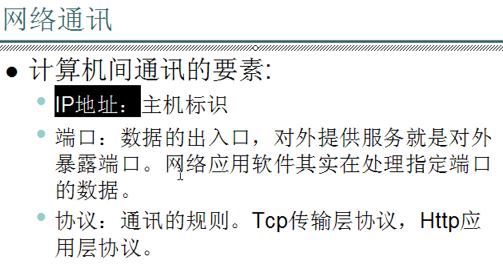 网络通讯
计算机间通讯的要素:
IP地址：主机标识
端口：数据的出入口，对外提供服务就是对外
暴露端口。网络应用软件其实在处理指定端口
的数据。
协议：通讯的规则。Tcp传输层协议，Http应
用层协议。